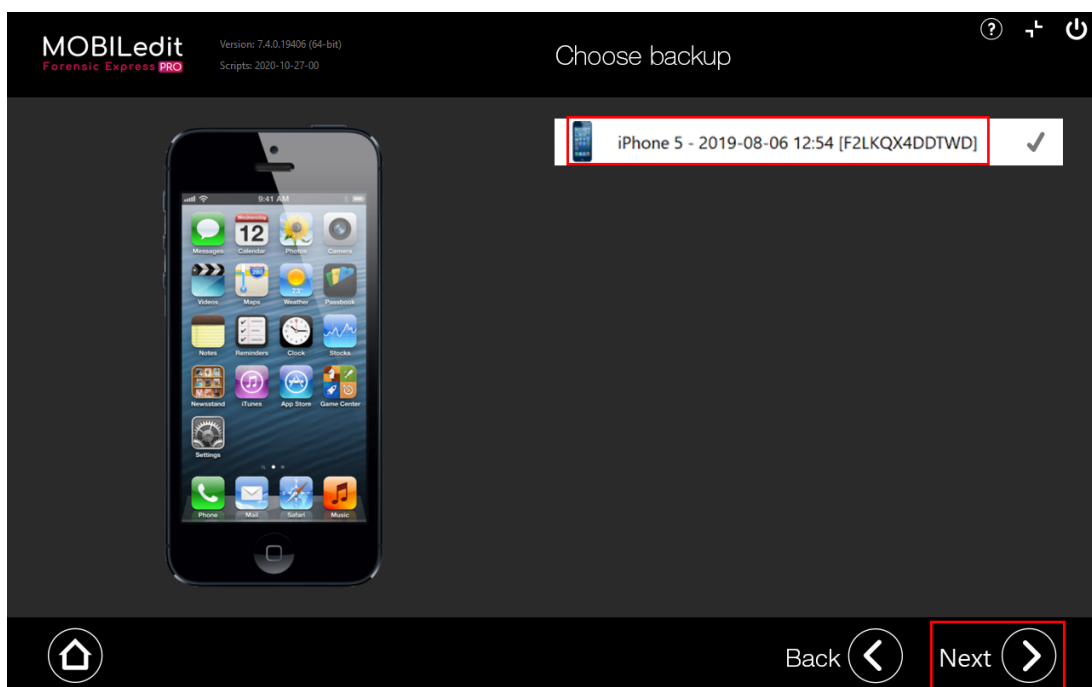 MOBILedit
Forensic Express PRO
Version: 7.4.0.19406 (64-bit)
Scripts: 2020-10-27-00
Choose backup
?
iPhone 5 - 2019-08-06 12:54 [F2LKQX4DDTWD]
9:41 AM
Wednesday
12
Messages Calendar Photos Camera
280
23°
Videos Maps Weather Passbook
Notes Reminders Clock Stocks
Newsstand iTunes App Store Game Center
Settings
Phone Mail Safari Music
Back
Next